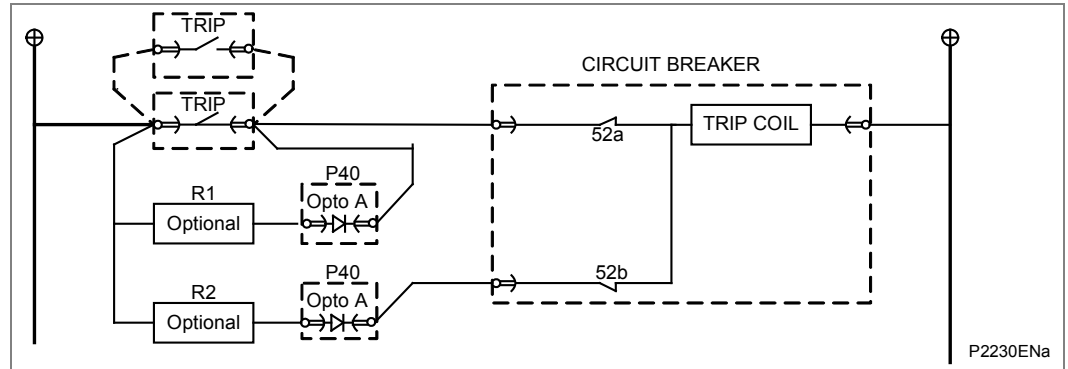 TRIP
TRIP
CIRCUIT BREAKER
52a
TRIP COIL
R1
Optional
P40
Opto A
R2
Optional
P40
Opto A
52b
P2230ENa